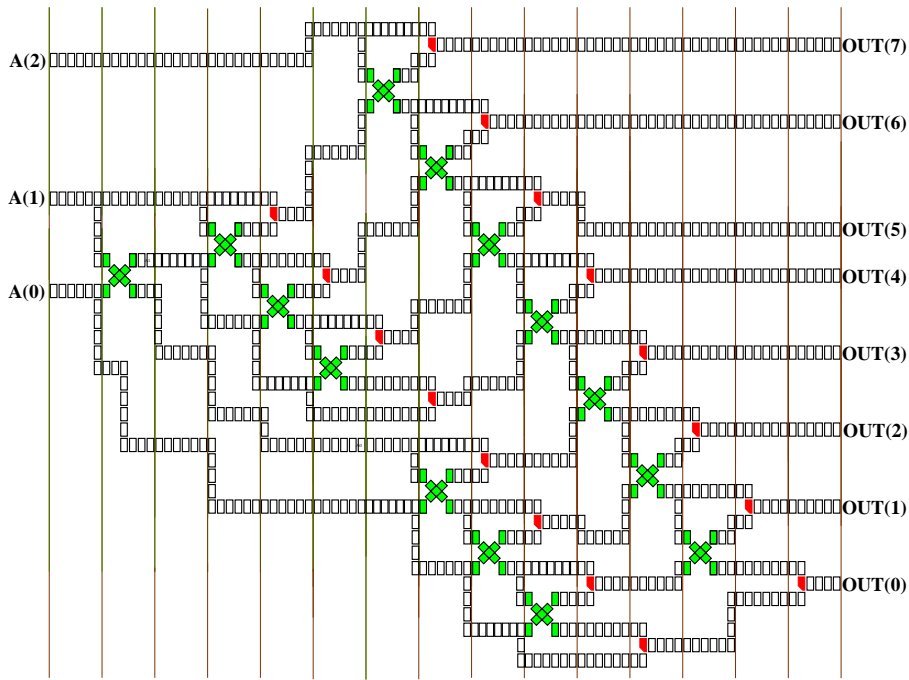 OUT(7)
A(2)
OUT(6)
A(1)
OUT(5)
OUT(4)
A(0)
OUT(3)
OUT(2)
OUT(1)
OUT(0)